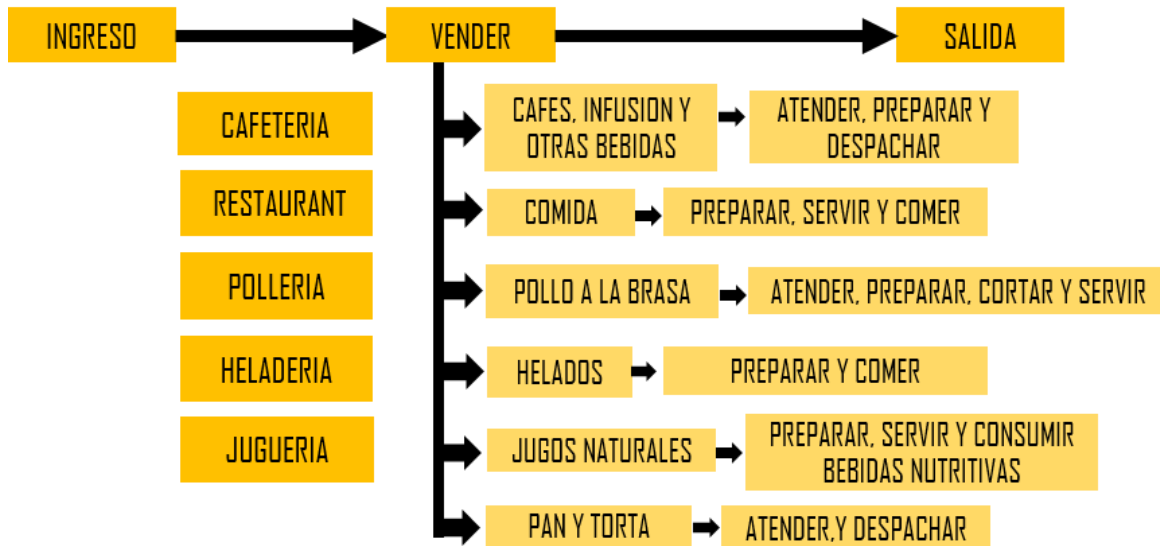 INGRESO
VENDER
SALIDA
CAFETERIA
CAFES, INFUSION Y
OTRAS BEBIDAS
ATENDER, PREPARAR Y
DESPACHAR
RESTAURANT
COMIDA
PREPARAR, SERVIR Y COMER
POLLERIA
POLLO A LA BRASA
ATENDER, PREPARAR, CORTAR Y SERVIR
HELADERIA
HELADOS
PREPARAR Y COMER
JUGUERIA
JUGOS NATURALES
PREPARAR, SERVIR Y CONSUMIR
BEBIDAS NUTRITIVAS
PAN Y TORTA
ATENDER,Y DESPACHAR